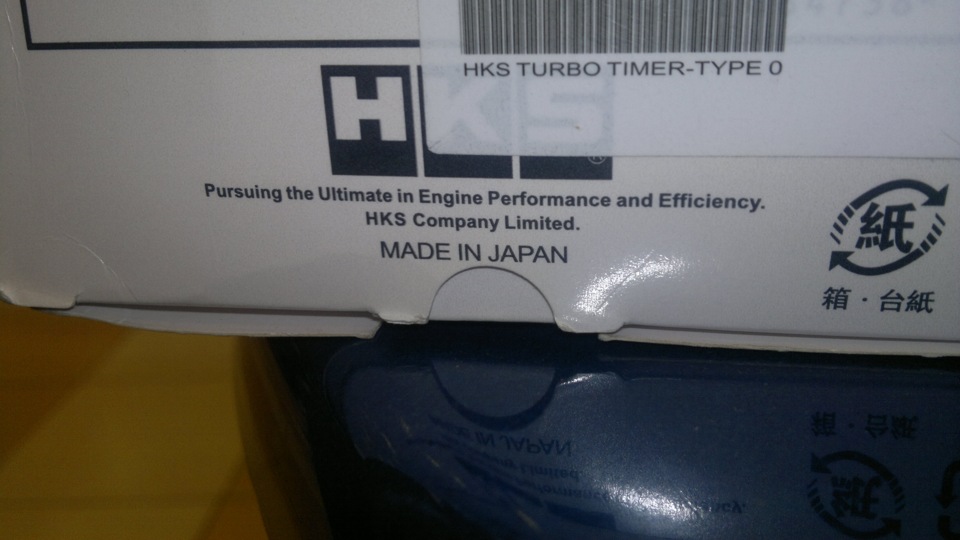 HKS TURBO TIMER-TYPE 0
HKS
Pursuing the Ultimate in Engine Performance and Efficiency.
HKS Company Limited.
MADE IN JAPAN
紙
箱・台紙